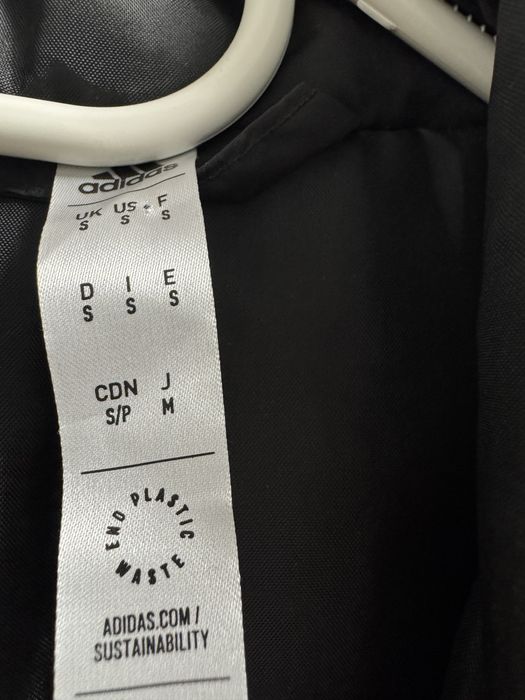 adidas
UK US F
S S S
D I E
S S S
CDN J
S/P M
END PLASTIC WASTE
ADIDAS.COM /
SUSTAINABILITY